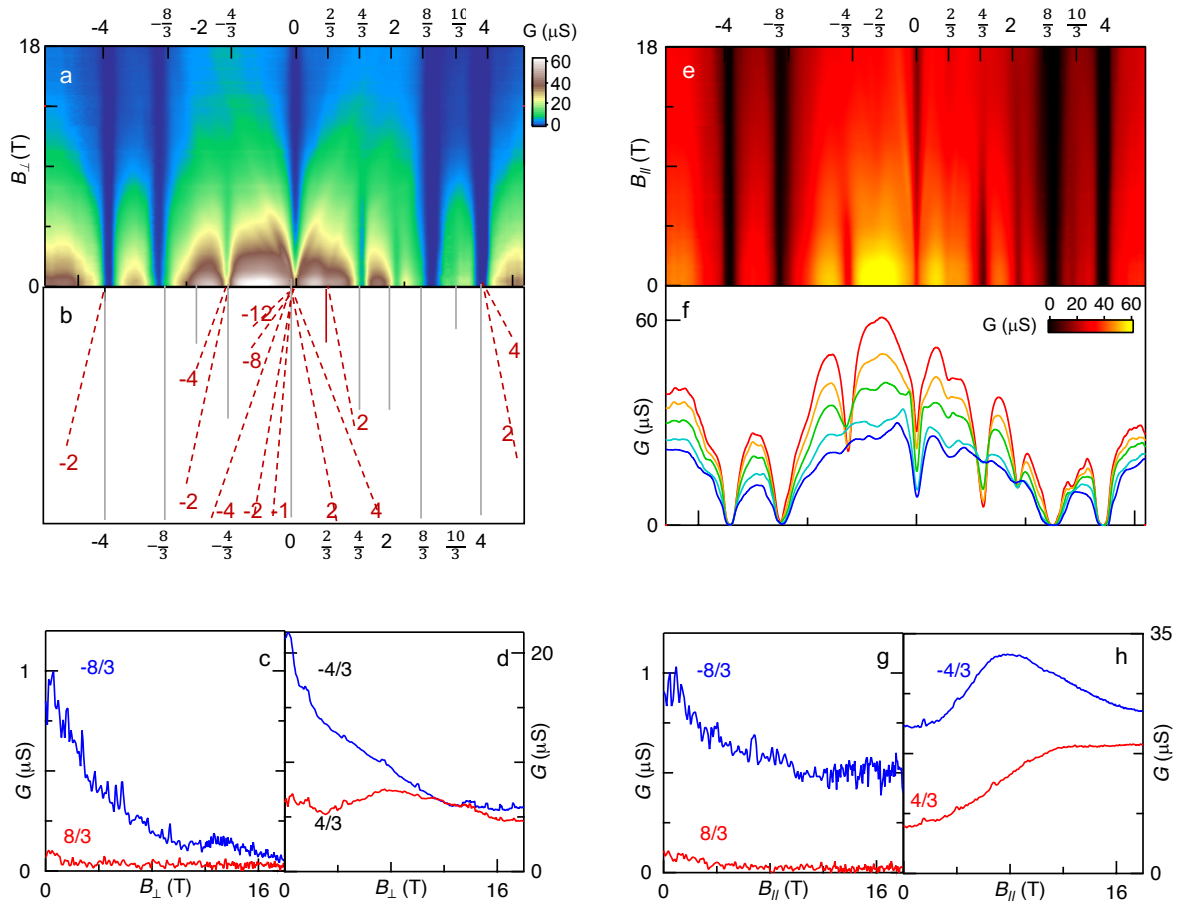 -4 -8/3 -2 -4/3 0 2/3 4/3 2 8/3 10/3 4
G (μS)
60
40
20
0
18
a
B⊥ (T)
0
b
-12
-8
-4
4
-2
2
2
-2 -4 -2 -1 2 4
-4 -8/3 -4/3 0 2/3 4/3 2 8/3 10/3 4
-4 -8/3 -4/3 -2/3 0 2/3 4/3 2 8/3 10/3 4
18
e
B// (T)
0
f
G (μS)
0 20 40 60
60
G (μS)
0
c
-8/3
1
G (μS)
8/3
0
0 16
B⊥ (T)
d
-4/3
20
G (μS)
4/3
0
0 16
B⊥ (T)
g
-8/3
1
G (μS)
8/3
0
0 16
B// (T)
h
35
-4/3
G (μS)
4/3
0
0 16
B// (T)